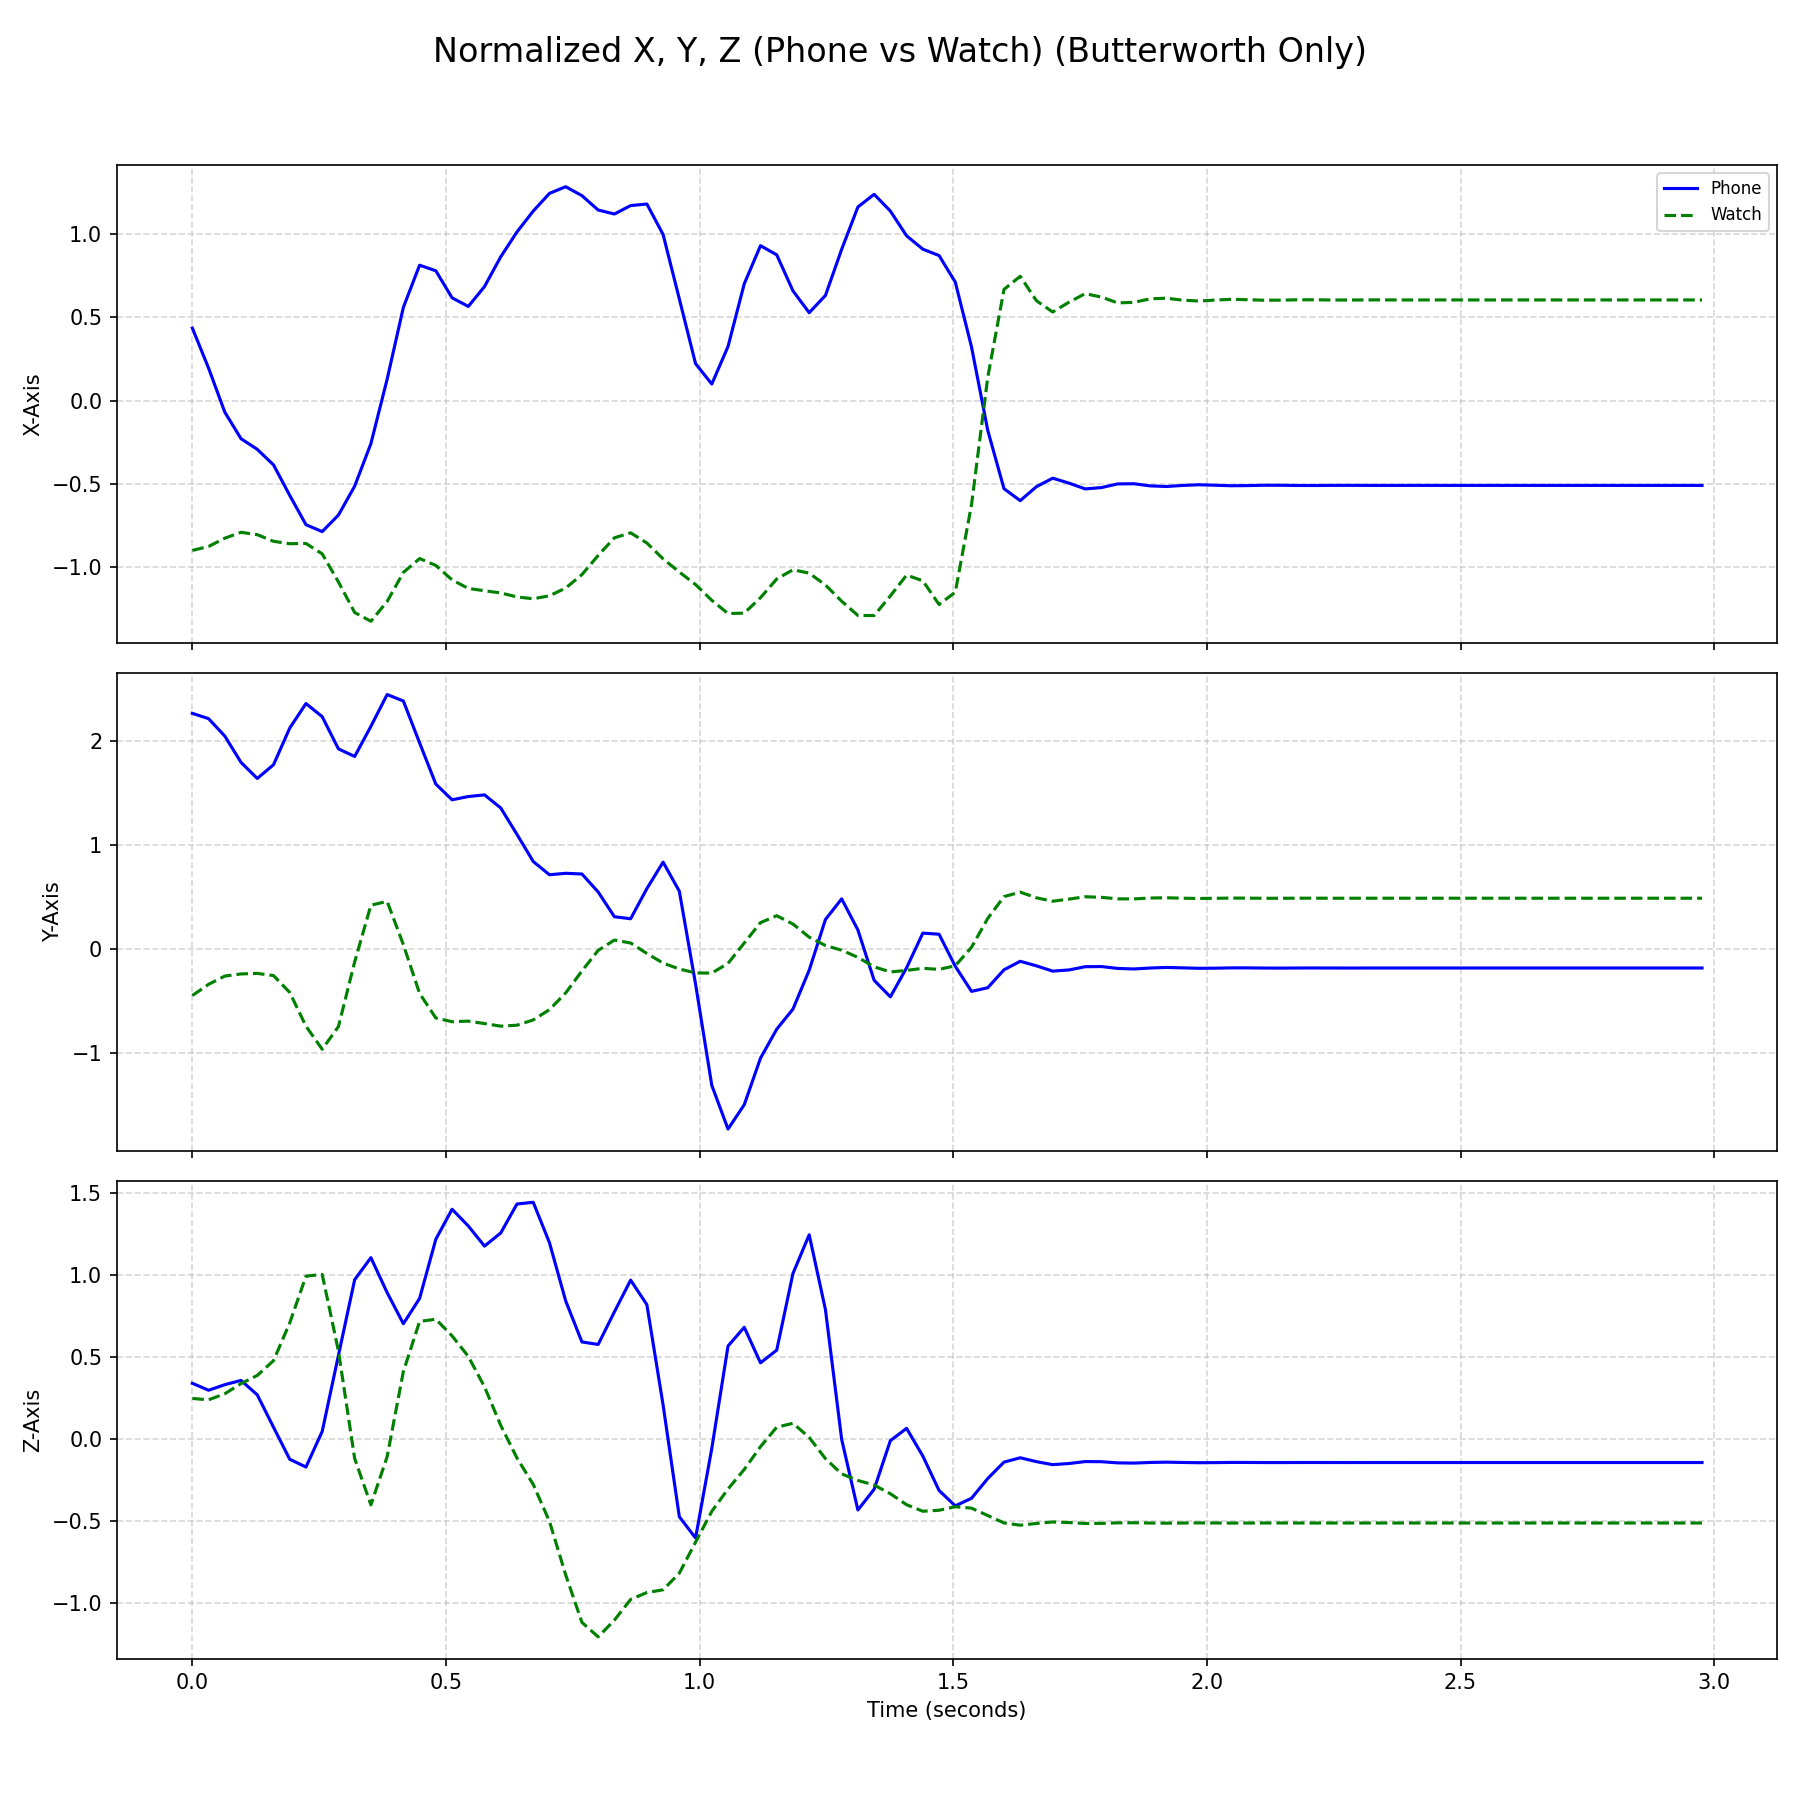 Normalized X, Y, Z (Phone vs Watch) (Butterworth Only)
Phone
Watch
X-Axis
1.0
0.5
0.0
−0.5
−1.0
Y-Axis
2
1
0
−1
Z-Axis
1.5
1.0
0.5
0.0
−0.5
−1.0
0.0 0.5 1.0 1.5 2.0 2.5 3.0
Time (seconds)